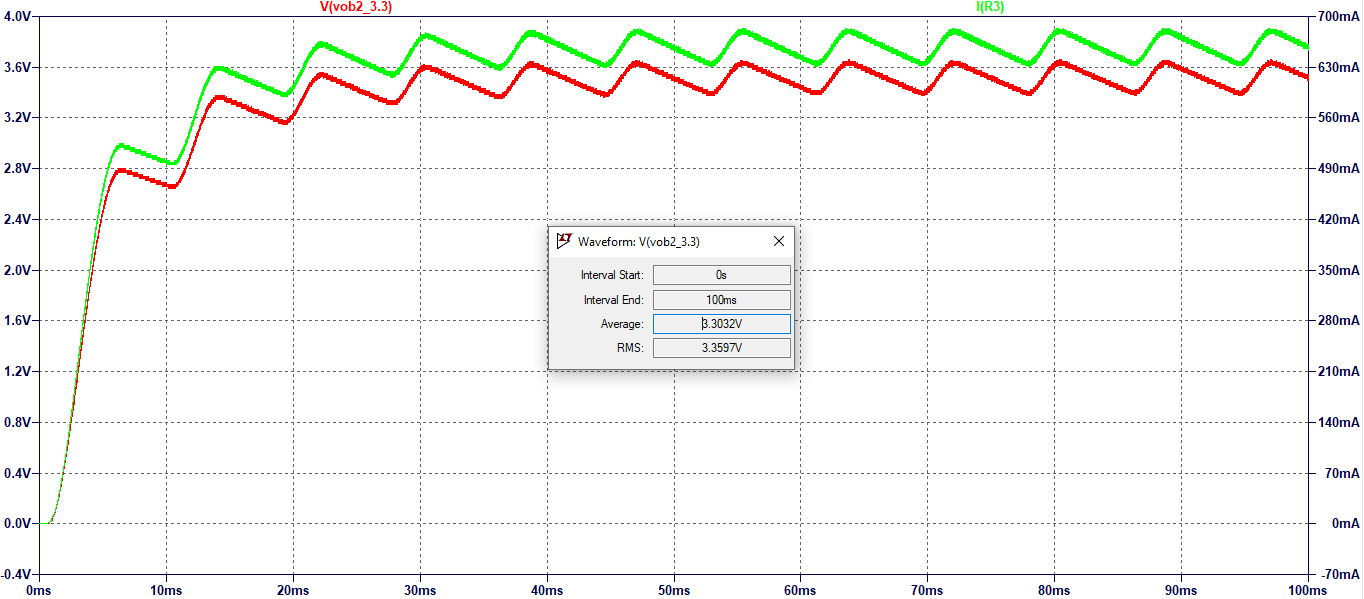 V(vob2_3.3) I(R3)
4.0V 700mA
3.6V 630mA
3.2V 560mA
2.8V 490mA
2.4V 420mA
Waveform: V(vob2_3.3)
2.0V Interval Start: 0s 350mA
Interval End: 100ms
1.6V Average: 3.3032V 280mA
RMS: 3.3597V
1.2V 210mA
0.8V 140mA
0.4V 70mA
0.0V 0mA
-0.4V -70mA
0ms 10ms 20ms 30ms 40ms 50ms 60ms 70ms 80ms 90ms 100ms